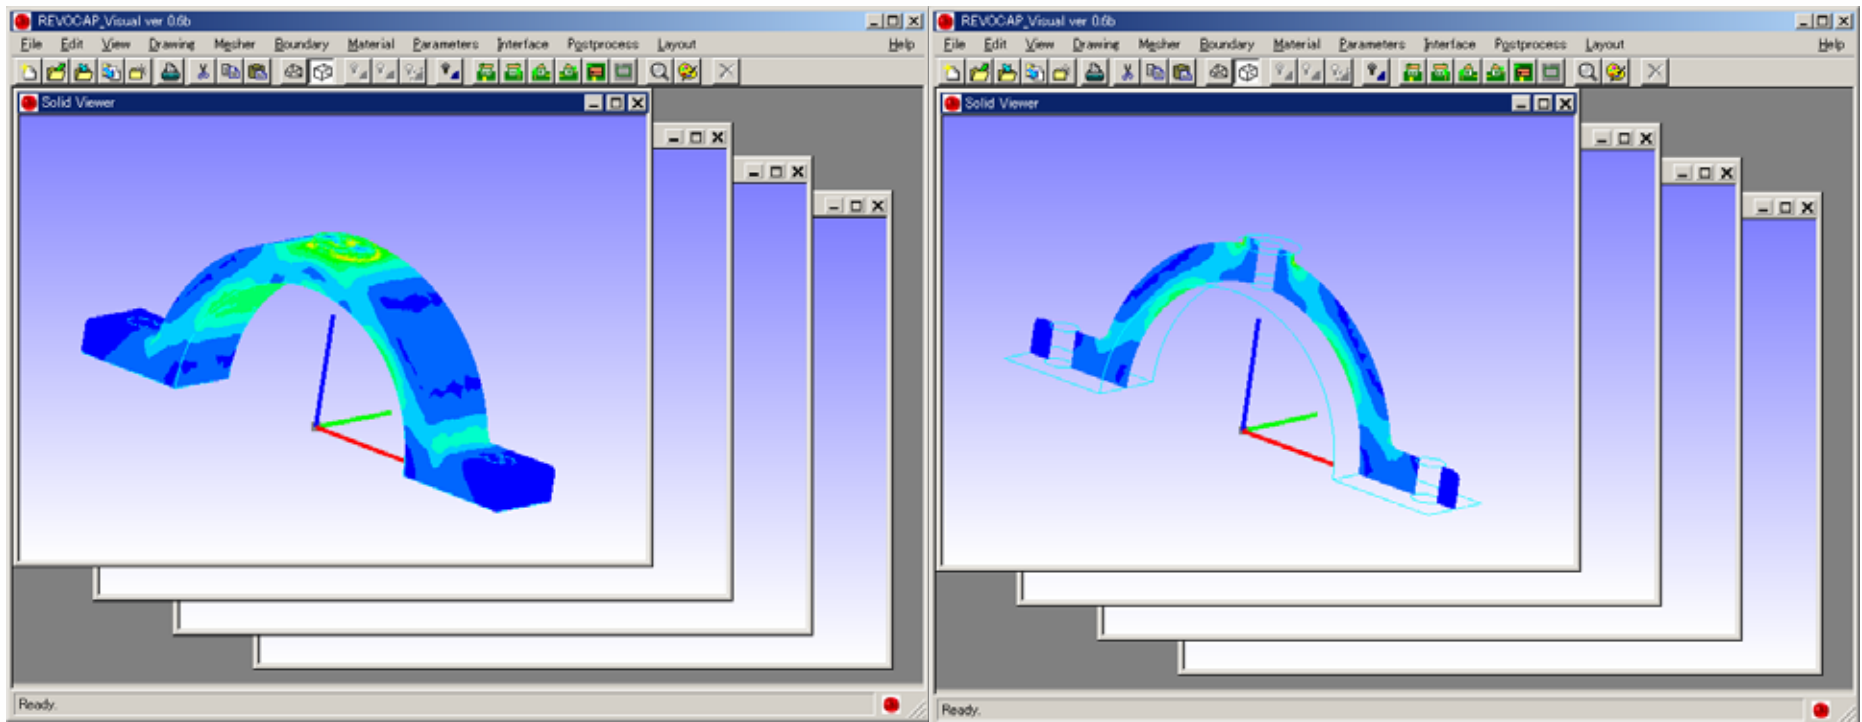 REVOCAP_Visual ver 0.6b
File Edit View Drawing Mesher Boundary Material Parameters Interface Postprocess Layout Help
Solid Viewer
Ready.
REVOCAP_Visual ver 0.6b
File Edit View Drawing Mesher Boundary Material Parameters Interface Postprocess Layout Help
Solid Viewer
Ready.